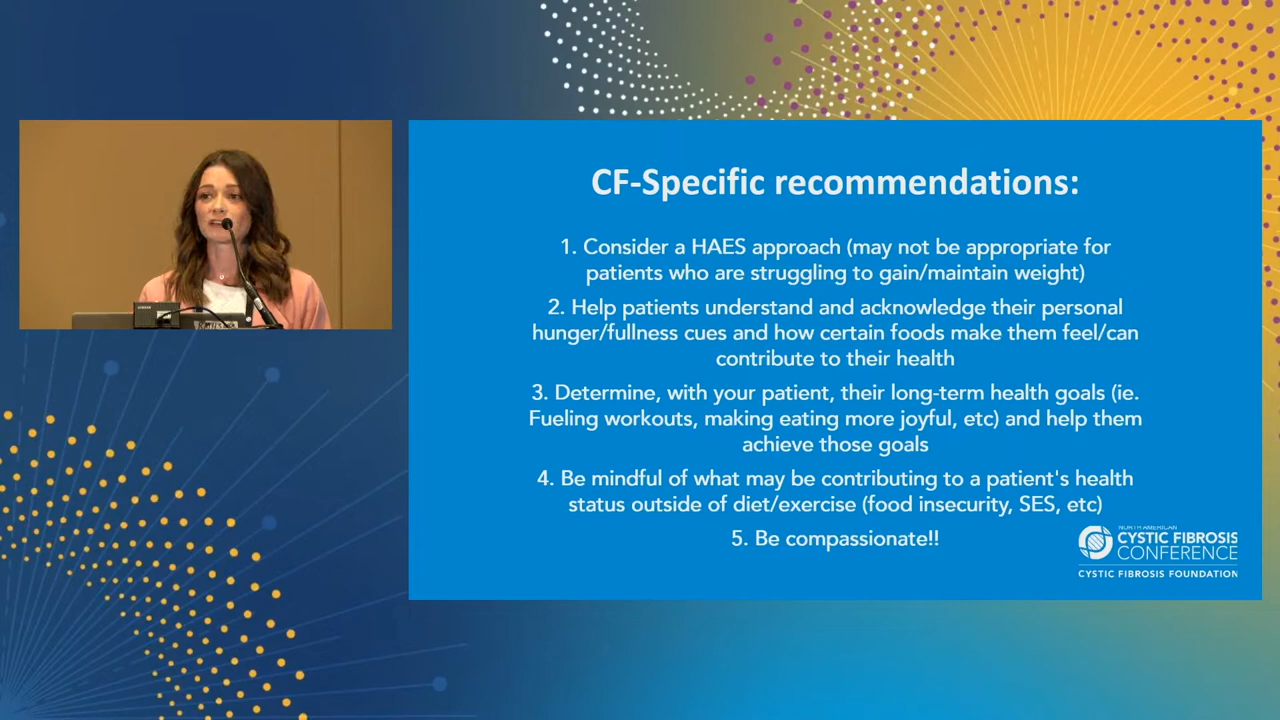 CF-Specific recommendations:
1. Consider a HAES approach (may not be appropriate for
patients who are struggling to gain/maintain weight)
2. Help patients understand and acknowledge their personal
hunger/fullness cues and how certain foods make them feel/can
contribute to their health
3. Determine, with your patient, their long-term health goals (ie.
Fueling workouts, making eating more joyful, etc) and help them
achieve those goals
4. Be mindful of what may be contributing to a patient's health
status outside of diet/exercise (food insecurity, SES, etc)
5. Be compassionate!!
NORTH AMERICAN
CYSTIC FIBROSIS
CONFERENCE
CYSTIC FIBROSIS FOUNDATION